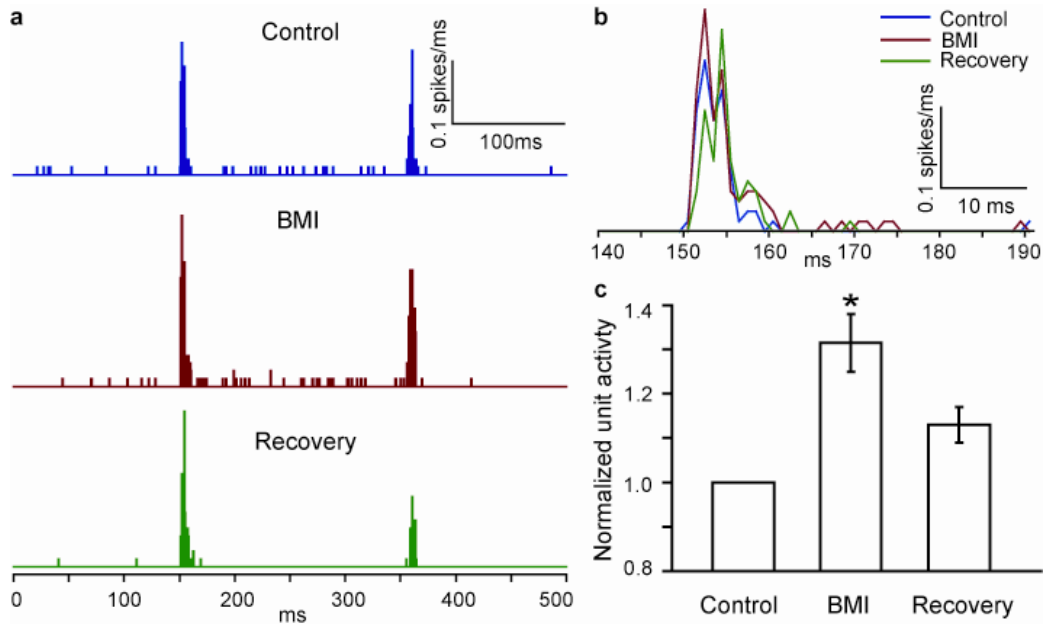 a
Control
0.1 spikes/ms
100ms
BMI
Recovery
0 100 200 300 400 500
ms
b
Control
BMI
Recovery
0.1 spikes/ms
10 ms
140 150 160 170 180 190
ms
c
Normalized unit activty
1.4
*
1.2
1.0
0.8
Control BMI Recovery